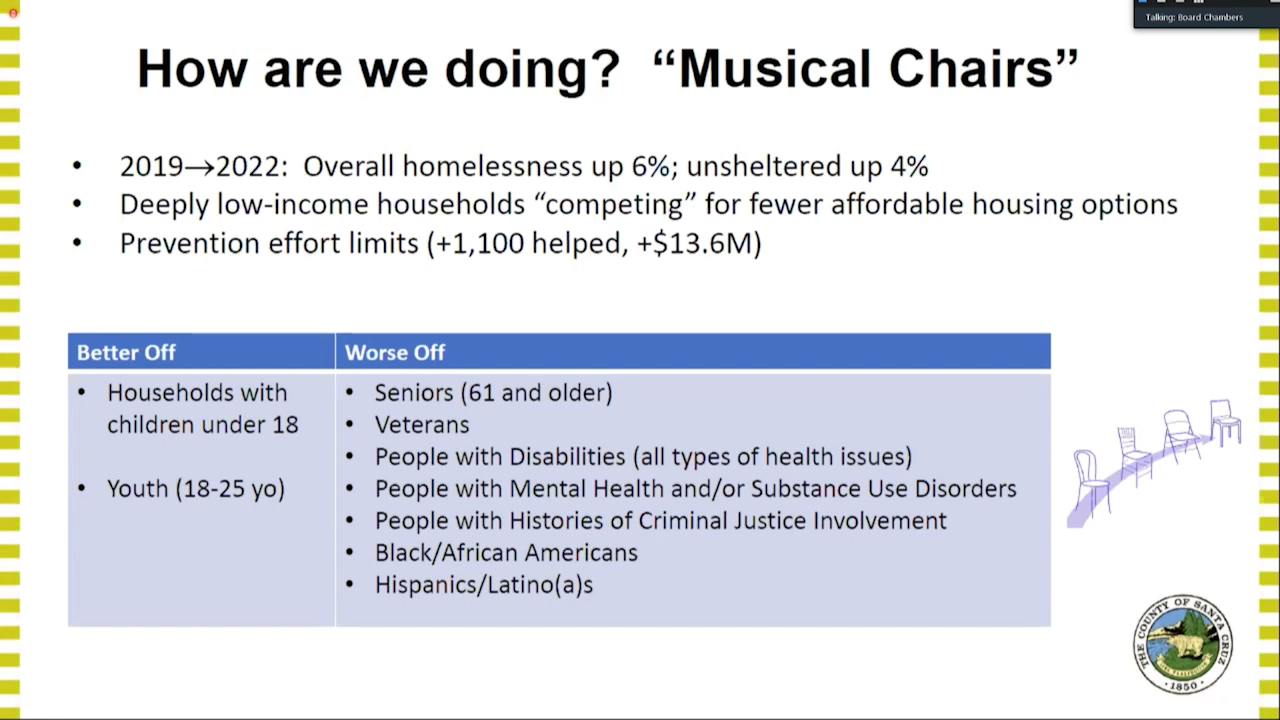 Talking: Board Chambers
How are we doing? “Musical Chairs”
• 2019→2022: Overall homelessness up 6%; unsheltered up 4%
• Deeply low-income households “competing” for fewer affordable housing options
• Prevention effort limits (+1,100 helped, +$13.6M)
Better Off
• Households with
children under 18
• Youth (18-25 yo)
Worse Off
• Seniors (61 and older)
• Veterans
• People with Disabilities (all types of health issues)
• People with Mental Health and/or Substance Use Disorders
• People with Histories of Criminal Justice Involvement
• Black/African Americans
• Hispanics/Latino(a)s
THE COUNTY OF SANTA CRUZ
1850